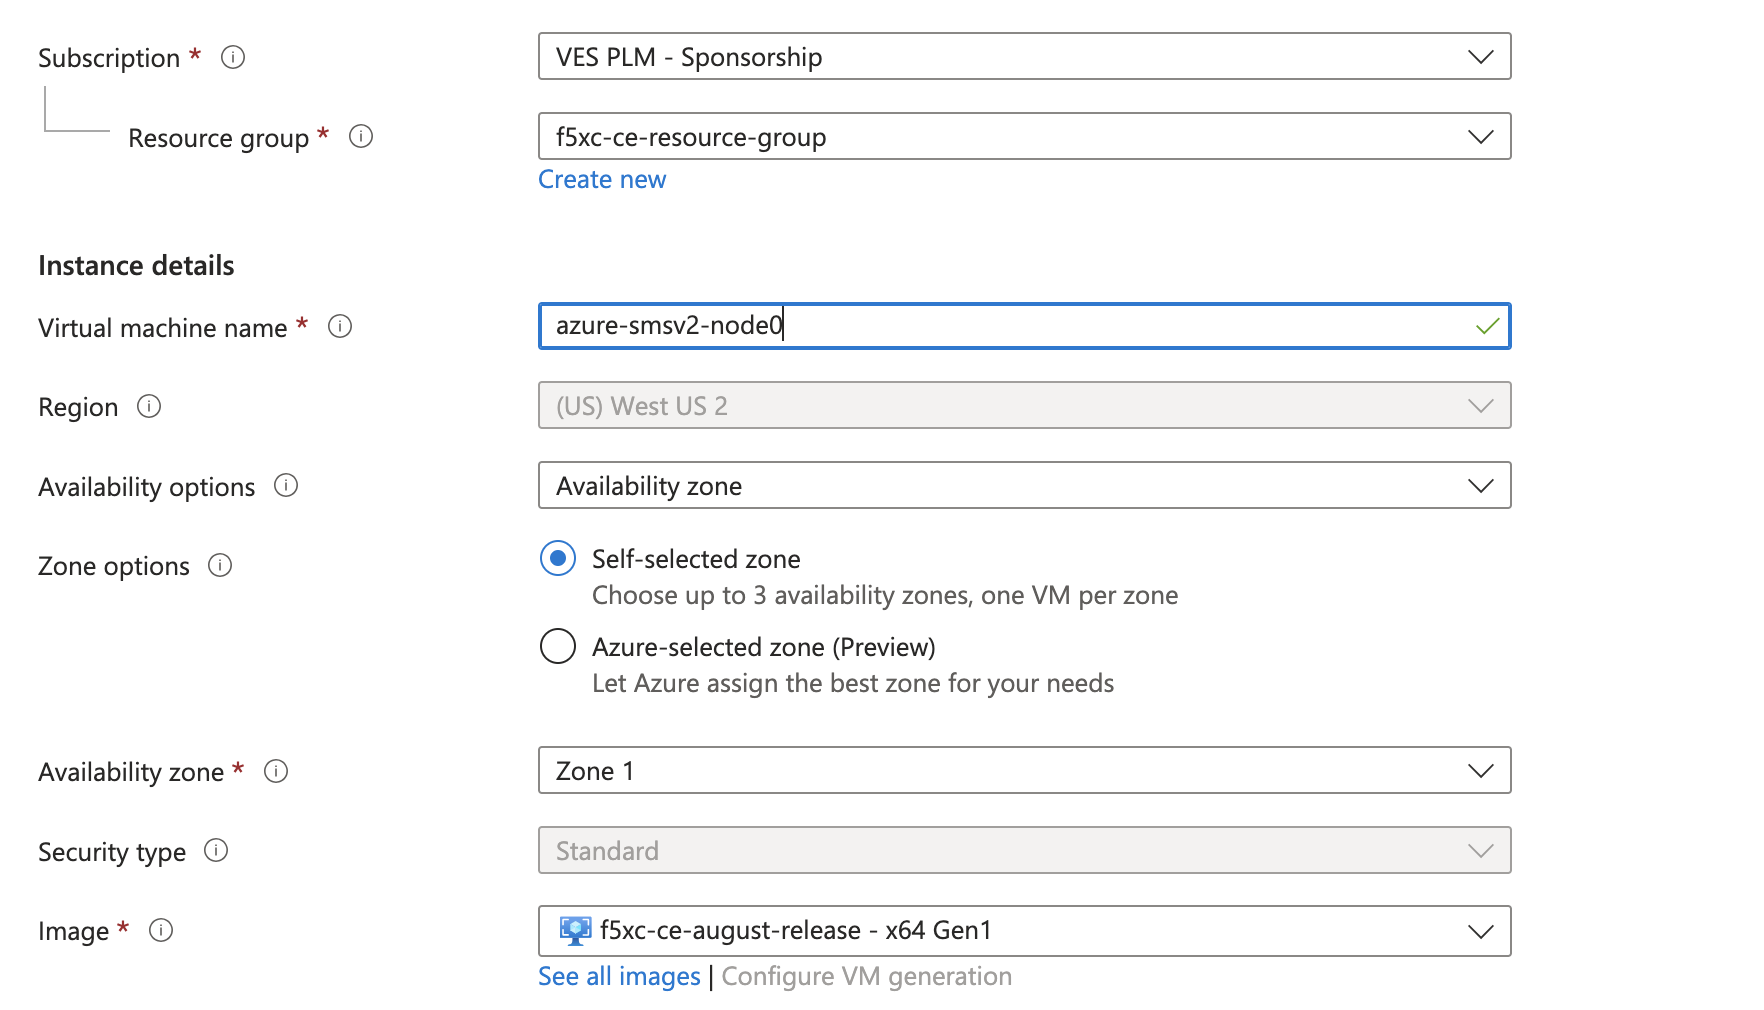 Subscription *
VES PLM - Sponsorship
Resource group *
f5xc-ce-resource-group
Create new
Instance details
Virtual machine name *
azure-smsv2-node0
Region
(US) West US 2
Availability options
Availability zone
Zone options
Self-selected zone
Choose up to 3 availability zones, one VM per zone
Azure-selected zone (Preview)
Let Azure assign the best zone for your needs
Availability zone *
Zone 1
Security type
Standard
Image *
f5xc-ce-august-release - x64 Gen1
See all images | Configure VM generation